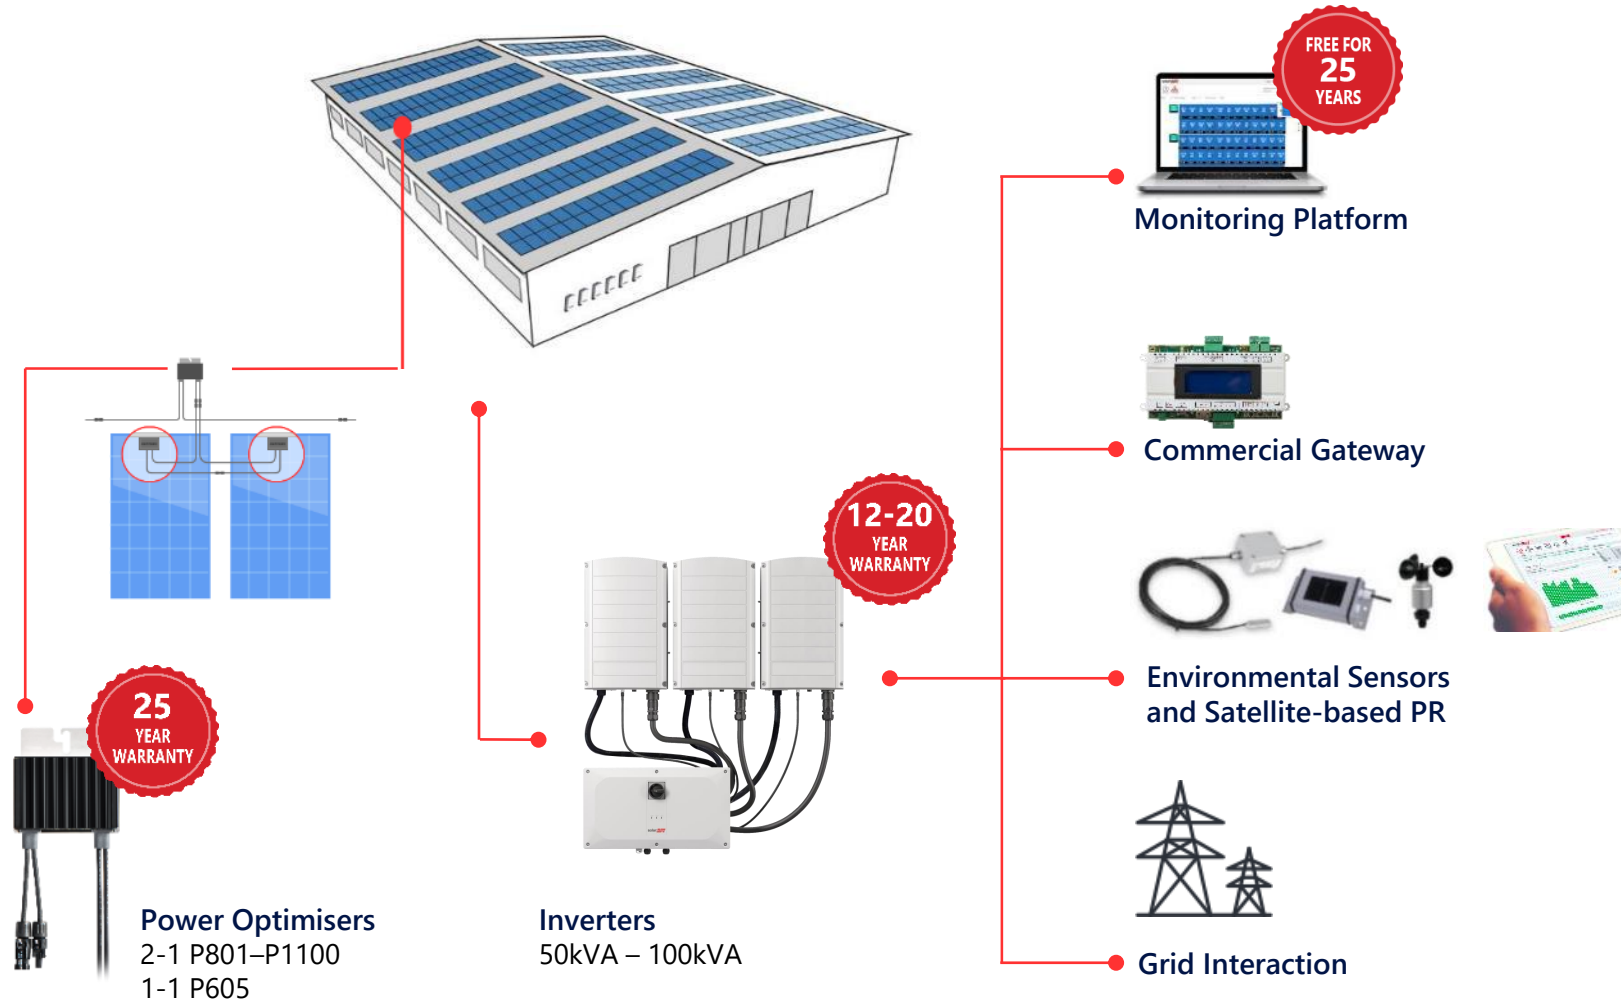 FREE FOR
25
YEARS
Monitoring Platform
Commercial Gateway
12-20
YEAR
WARRANTY
Environmental Sensors
and Satellite-based PR
25
YEAR
WARRANTY
Power Optimisers
2-1 P801–P1100
1-1 P605
Inverters
50kVA – 100kVA
Grid Interaction